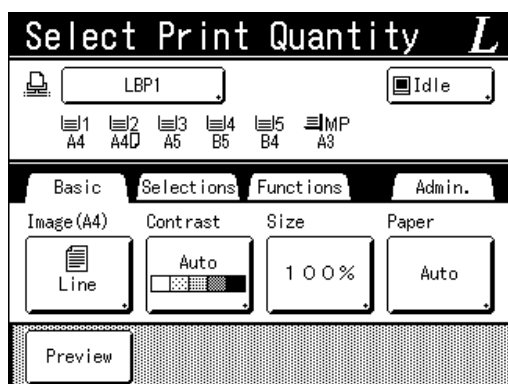 Select Print Quantity L
LBP1 Idle
1 2 3 4 5 MP
A4 A4 A5 B5 B4 A3
Basic Selections Functions Admin.
Image(A4) Contrast Size Paper
Line Auto 100% Auto
Preview